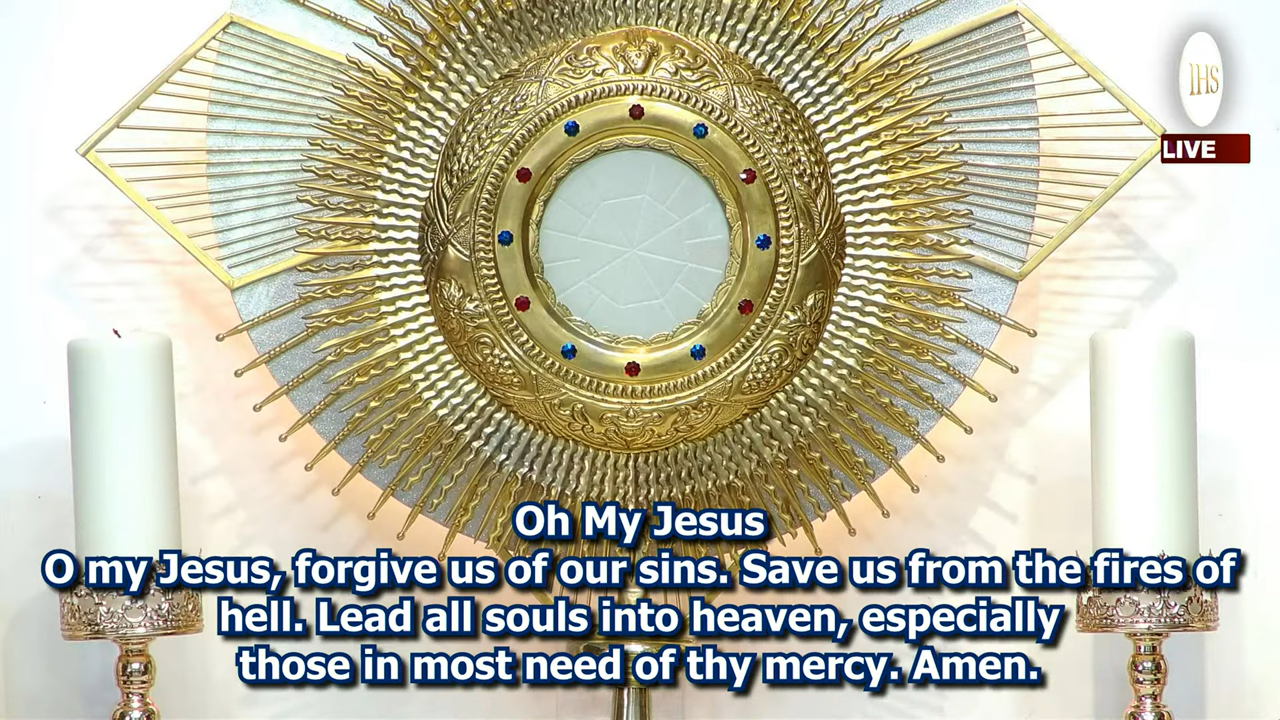 IHS
LIVE
Oh My Jesus
O my Jesus, forgive us of our sins. Save us from the fires of
hell. Lead all souls into heaven, especially
those in most need of thy mercy. Amen.